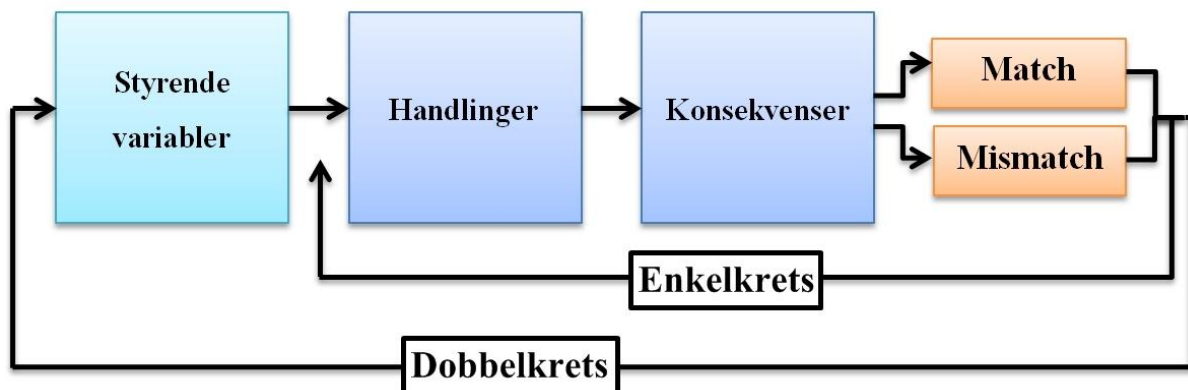 Styrende
variabler
Handlinger
Konsekvenser
Match
Mismatch
Enkelkrets
Dobbelkrets